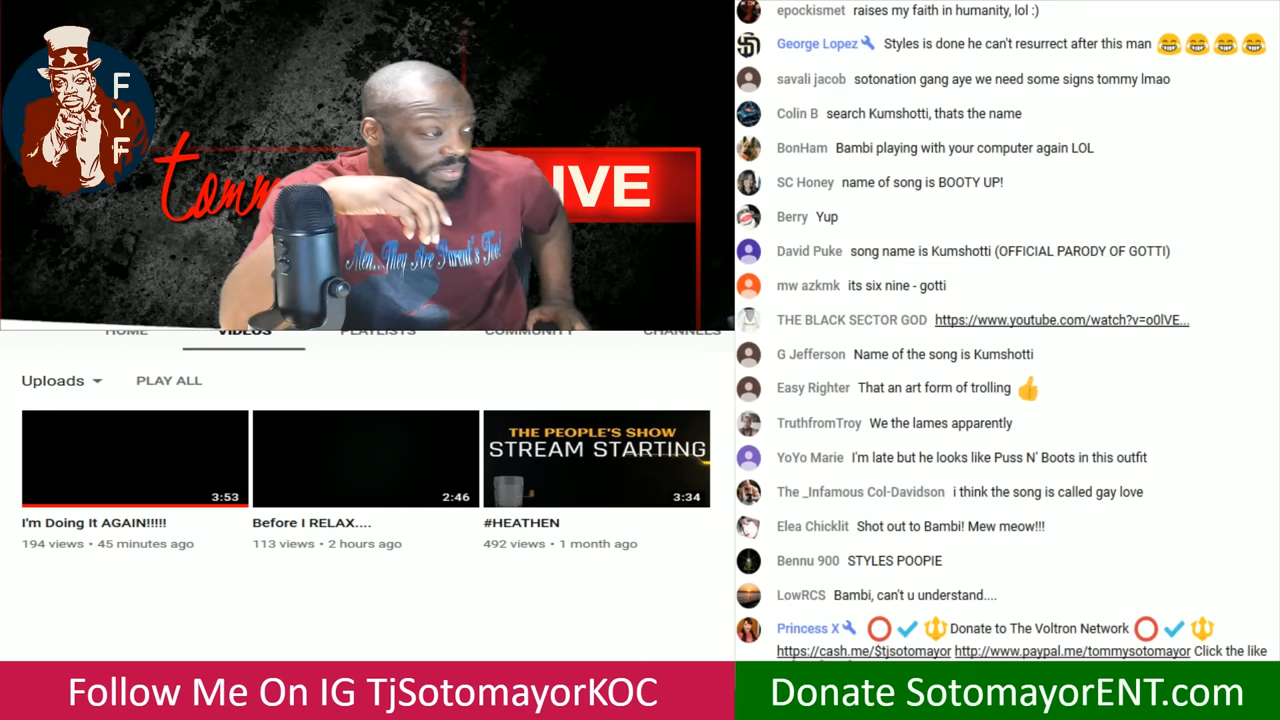 F
Y
F
tomm
IVE
Men...They Are Parent's Too!
HOME VIDEOS PLAYLISTS COMMUNITY CHANNELS
Uploads PLAY ALL
3:53
2:46
THE PEOPLE'S SHOW
STREAM STARTING
3:34
I'm Doing It AGAIN!!!!!
194 views • 45 minutes ago
Before I RELAX....
113 views • 2 hours ago
#HEATHEN
492 views • 1 month ago
Follow Me On IG TjSotomayorKOC
epockismet raises my faith in humanity, lol :)
George Lopez Styles is done he can't resurrect after this man 😂 😂 😂 😂
savali jacob sotonation gang aye we need some signs tommy lmao
Colin B search Kumshotti, thats the name
BonHam Bambi playing with your computer again LOL
SC Honey name of song is BOOTY UP!
Berry Yup
David Puke song name is Kumshotti (OFFICIAL PARODY OF GOTTI)
mw azkmk its six nine - gotti
THE BLACK SECTOR GOD https://www.youtube.com/watch?v=o0lVE...
G Jefferson Name of the song is Kumshotti
Easy Righter That an art form of trolling 👍
TruthfromTroy We the lames apparently
YoYo Marie I'm late but he looks like Puss N' Boots in this outfit
The _Infamous Col-Davidson i think the song is called gay love
Elea Chicklit Shot out to Bambi! Mew meow!!!
Bennu 900 STYLES POOPIE
LowRCS Bambi, can't u understand....
Princess X ⭕ ✔ 🔱 Donate to The Voltron Network ⭕ ✔ 🔱
https://cash.me/$tjsotomayor http://www.paypal.me/tommysotomayor Click the like
Donate SotomayorENT.com